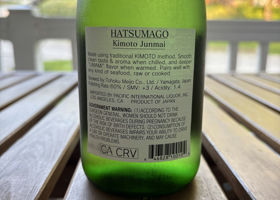 HATSUMAGO
Kimoto Junmai
Made using traditional KIMOTO method. Smooth
taste & aroma when chilled, and deeper
"UMAMI" flavor when warmed. Pairs well with
any kind of seafood, raw or cooked.
Brewed by Tohoku Meijo Co., Ltd. / Yamagata, Japan
Polishing Rate: 60% / SMV: +3 / Acidity: 1.4
IMPORTED BY PACIFIC INTERNATIONAL LIQUOR, INC.
LOS ANGELES, CA PRODUCT OF JAPAN
GOVERNMENT WARNING: (1) ACCORDING TO THE
SURGEON GENERAL, WOMEN SHOULD NOT DRINK
ALCOHOLIC BEVERAGES DURING PREGNANCY BECAUSE
OF THE RISK OF BIRTH DEFECTS. (2) CONSUMPTION OF
ALCOHOLIC BEVERAGES IMPAIRS YOUR ABILITY TO DRIVE
A CAR OR OPERATE MACHINERY, AND MAY CAUSE
CA CRV